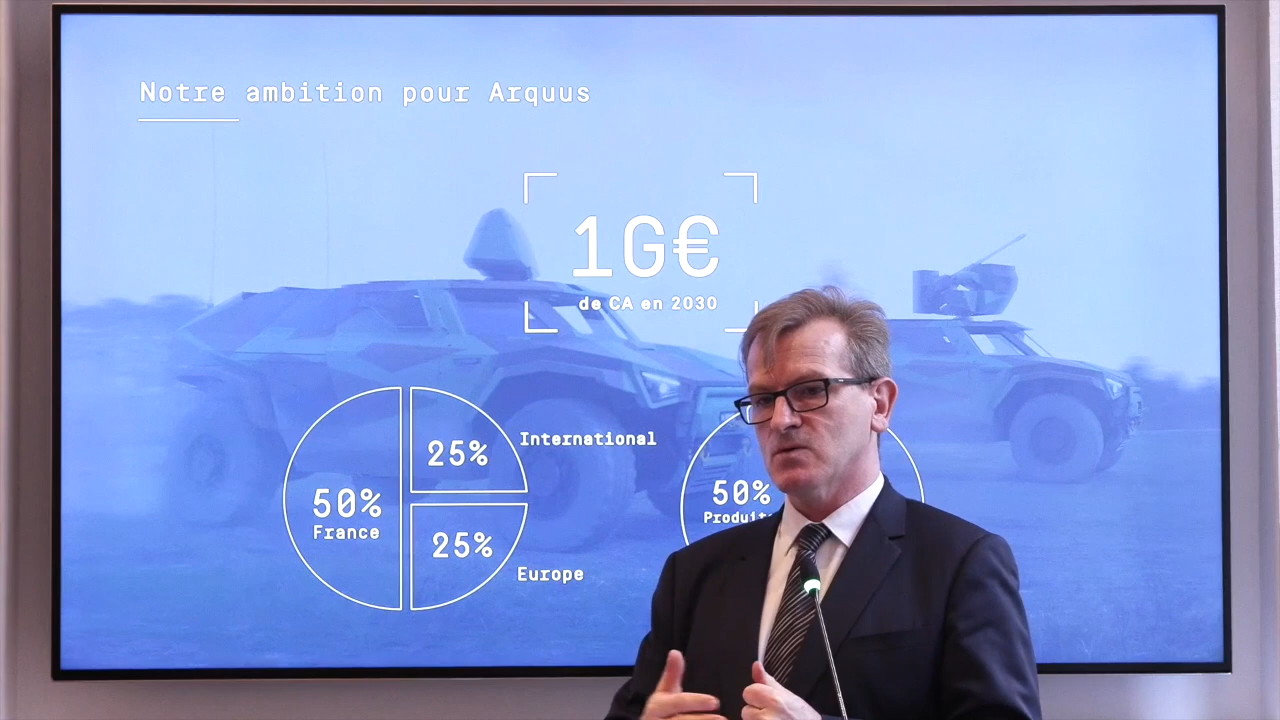 Notre ambition pour Arquus
1G€
de CA en 2030
25%
International
50%
France
25%
Europe
50%